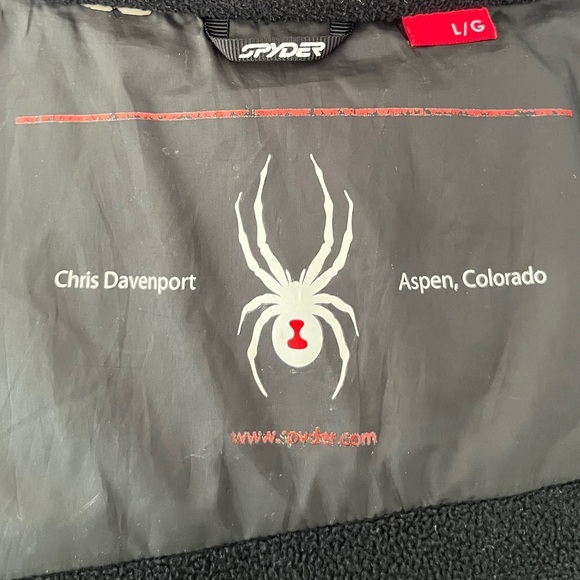 SPYDER
L/G
Chris Davenport
Aspen, Colorado
www.spyder.com